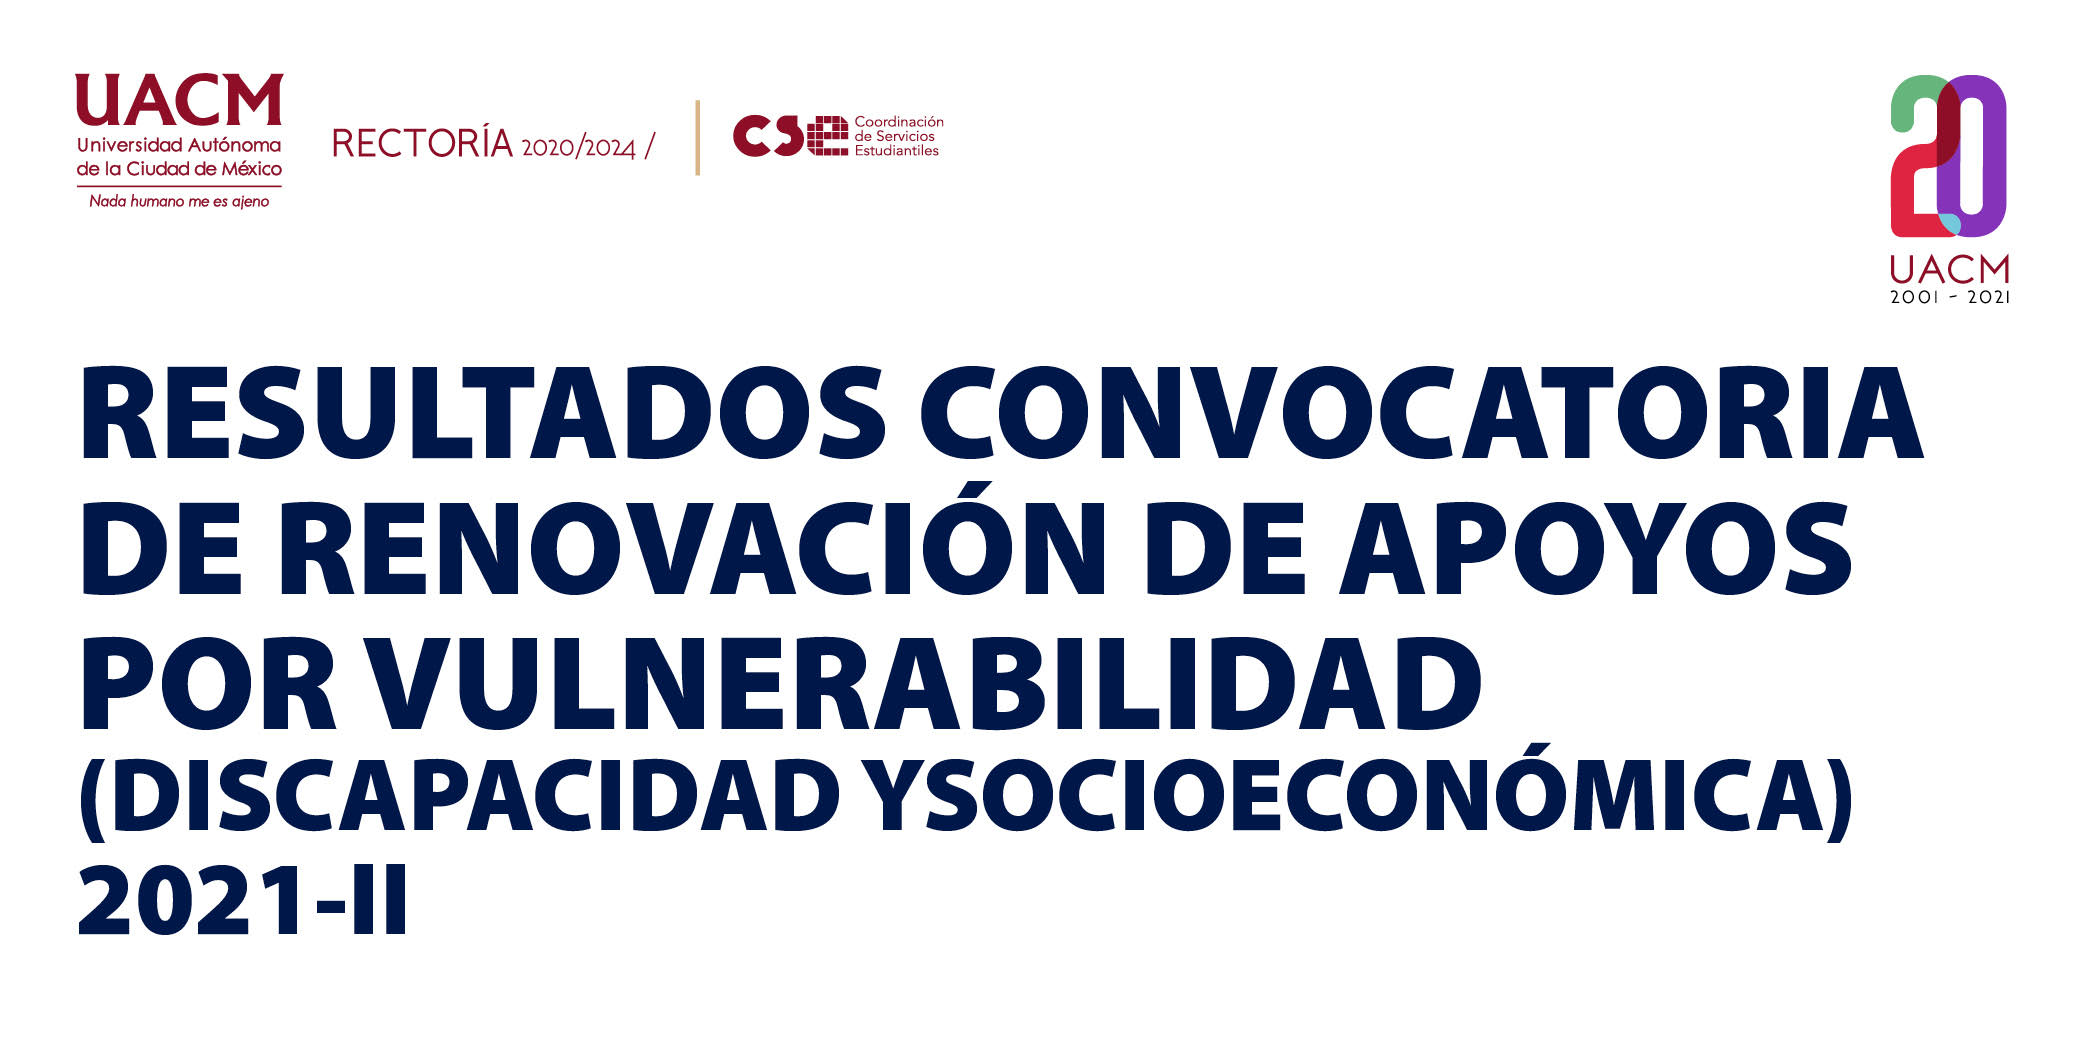 UACM
Universidad Autónoma
de la Ciudad de México
Nada humano me es ajeno
RECTORÍA 2020/2024 /
cse
Coordinación
de Servicios
Estudiantiles
20
UACM
2001 - 2021
RESULTADOS CONVOCATORIA
DE RENOVACIÓN DE APOYOS
POR VULNERABILIDAD
(DISCAPACIDAD YSOCIOECONÓMICA)
2021-II